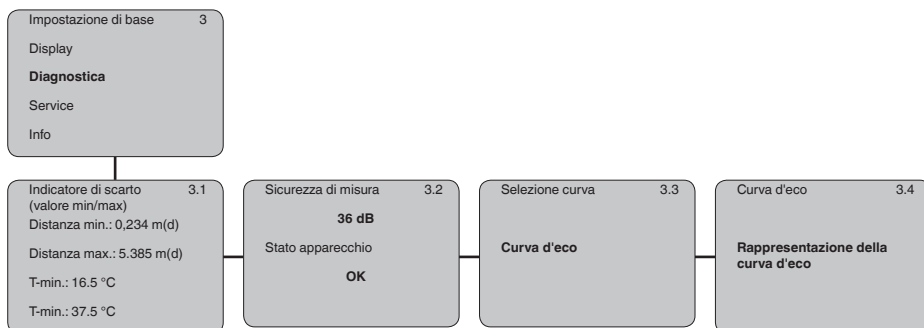 Impostazione di base 3
Display
Diagnostica
Service
Info
Indicatore di scarto 3.1
(valore min/max)
Distanza min.: 0,234 m(d)
Distanza max.: 5.385 m(d)
T-min.: 16.5 °C
T-min.: 37.5 °C
Sicurezza di misura 3.2
36 dB
Stato apparecchio
OK
Selezione curva 3.3
Curva d'eco
Curva d'eco 3.4
Rappresentazione della
curva d'eco